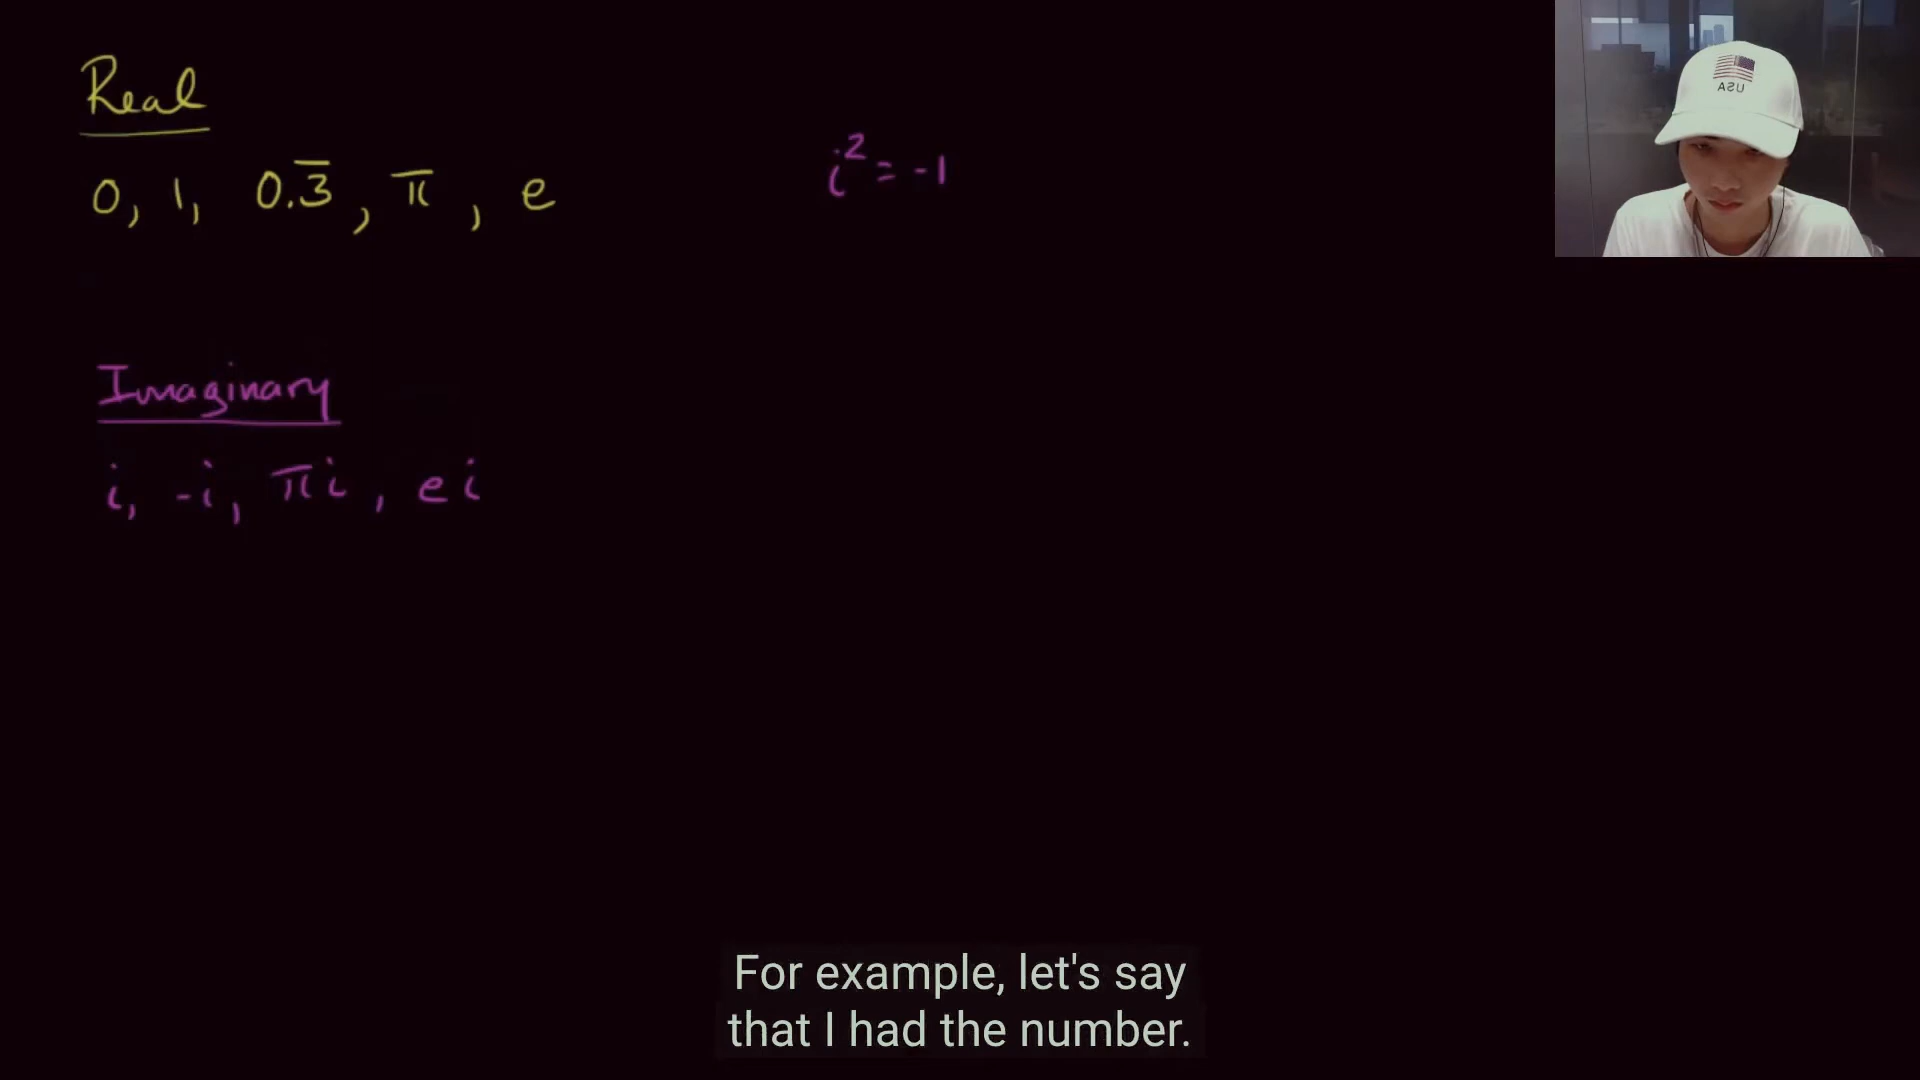 Real
0, 1, 0.3̅, π, e
i² = -1
USA
Imaginary
i, -i, πi, ei
For example, let's say
that I had the number.